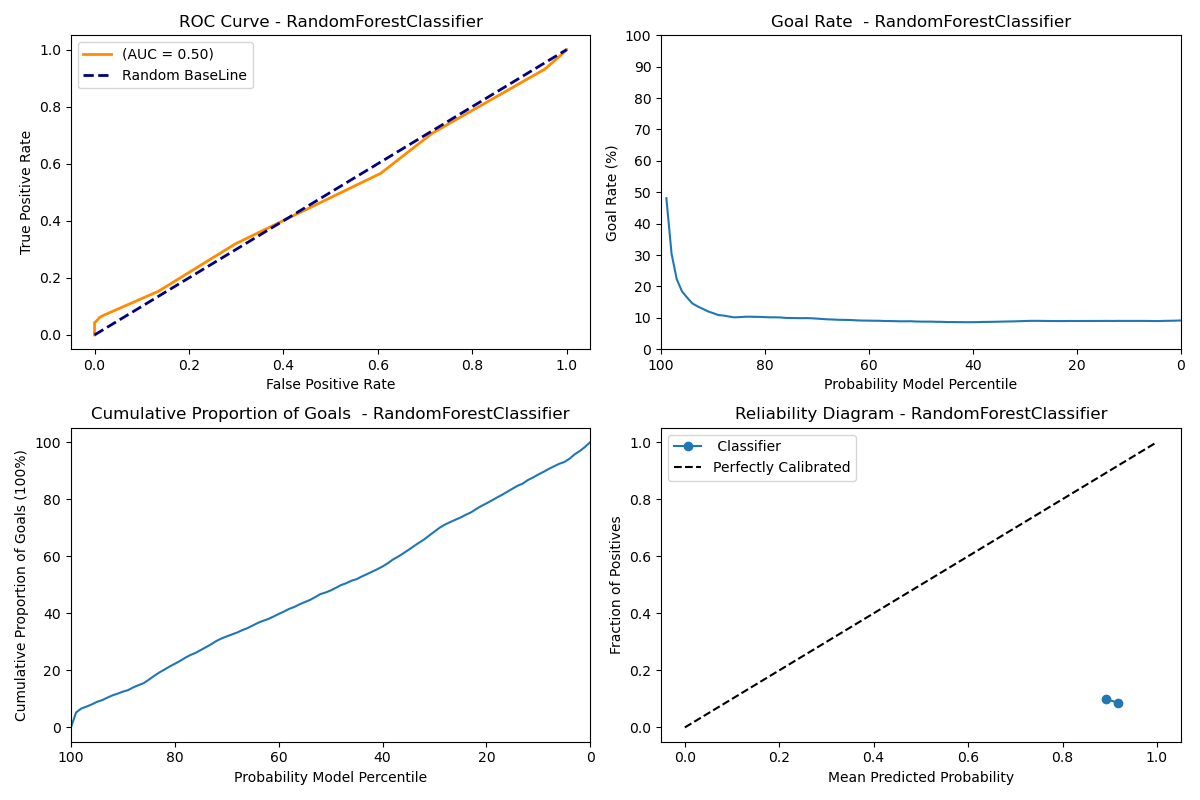 ROC Curve - RandomForestClassifier
(AUC = 0.50)
Random BaseLine
1.0
0.8
0.6
0.4
0.2
0.0
True Positive Rate
0.0 0.2 0.4 0.6 0.8 1.0
False Positive Rate
Goal Rate - RandomForestClassifier
100
90
80
70
60
50
40
30
20
10
0
Goal Rate (%)
100 80 60 40 20 0
Probability Model Percentile
Cumulative Proportion of Goals - RandomForestClassifier
100
80
60
40
20
0
Cumulative Proportion of Goals (100%)
100 80 60 40 20 0
Probability Model Percentile
Reliability Diagram - RandomForestClassifier
Classifier
Perfectly Calibrated
1.0
0.8
0.6
0.4
0.2
0.0
Fraction of Positives
0.0 0.2 0.4 0.6 0.8 1.0
Mean Predicted Probability